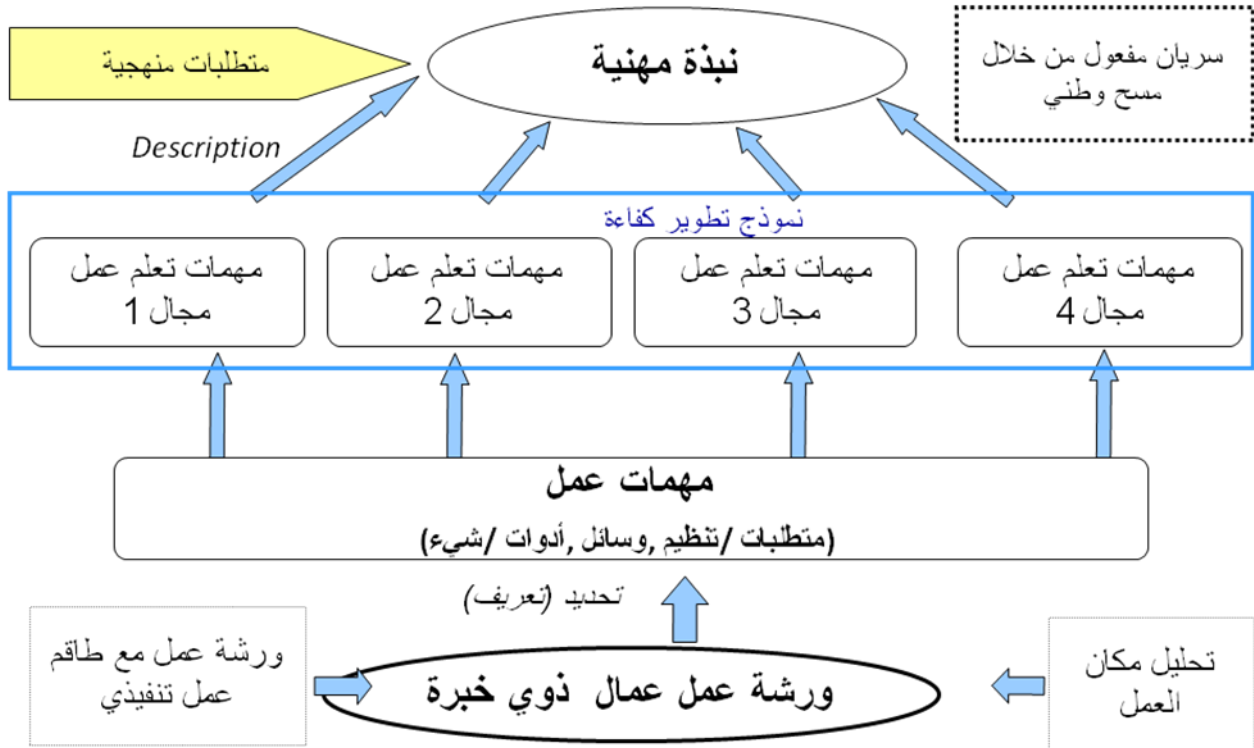 متطلبات منهجية
نبذة مهنية
سريان مفعول من خلال
مسح وطني
Description
نموذج تطوير كفاءة
مهمات تعلم عمل
مجال 1
مهمات تعلم عمل
مجال 2
مهمات تعلم عمل
مجال 3
مهمات تعلم عمل
مجال 4
مهمات عمل
(متطلبات /تنظيم ,وسائل ,أدوات /شيء)
تحديد (تعريف)
ورشة عمل مع طاقم
عمل تنفيذي
ورشة عمل عمال ذوي خبرة
تحليل مكان
العمل